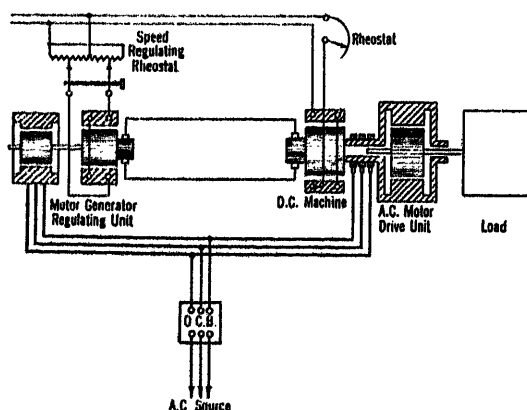 Speed
Regulating
Rheostat
Rheostat
Motor Generator
Regulating Unit
D.C. Machine
A.C. Motor
Drive Unit
Load
O.C.B.
A.C. Source